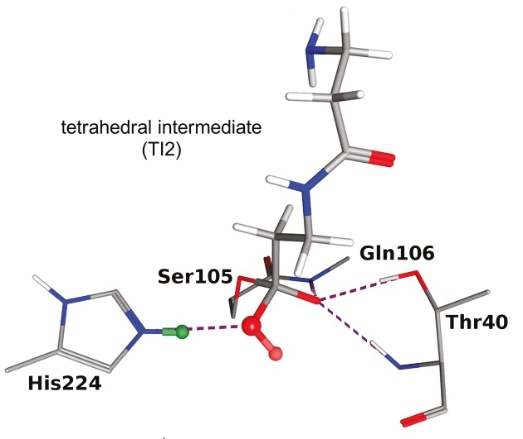 tetrahedral intermediate
(TI2)
Gln106
Ser105
Thr40
His224